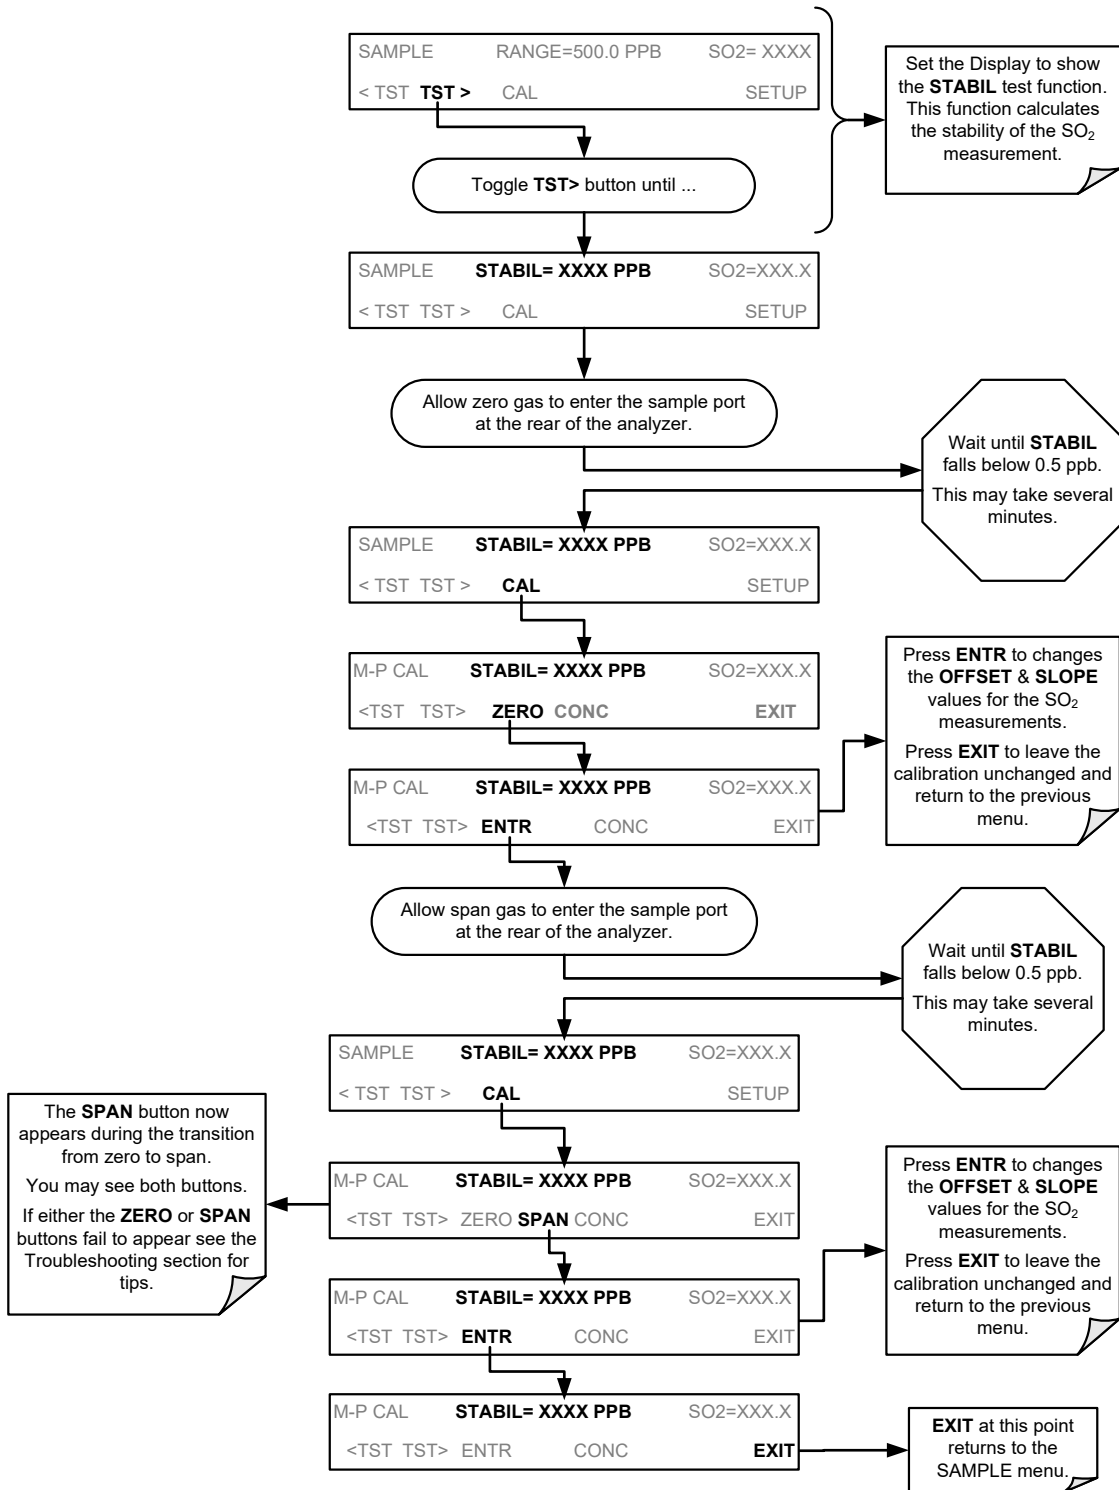 SAMPLE RANGE=500.0 PPB SO2= XXXX
< TST TST > CAL SETUP
Set the Display to show
the STABIL test function.
This function calculates
the stability of the SO₂
measurement.
Toggle TST> button until ...
SAMPLE STABIL= XXXX PPB SO2=XXX.X
< TST TST > CAL SETUP
Allow zero gas to enter the sample port
at the rear of the analyzer.
Wait until STABIL
falls below 0.5 ppb.
This may take several
minutes.
SAMPLE STABIL= XXXX PPB SO2=XXX.X
< TST TST > CAL SETUP
M-P CAL STABIL= XXXX PPB SO2=XXX.X
<TST TST> ZERO CONC EXIT
M-P CAL STABIL= XXXX PPB SO2=XXX.X
<TST TST> ENTR CONC EXIT
Press ENTR to changes
the OFFSET & SLOPE
values for the SO₂
measurements.
Press EXIT to leave the
calibration unchanged and
return to the previous
menu.
Allow span gas to enter the sample port
at the rear of the analyzer.
Wait until STABIL
falls below 0.5 ppb.
This may take several
minutes.
SAMPLE STABIL= XXXX PPB SO2=XXX.X
< TST TST > CAL SETUP
The SPAN button now
appears during the transition
from zero to span.
You may see both buttons.
If either the ZERO or SPAN
buttons fail to appear see the
Troubleshooting section for
tips.
M-P CAL STABIL= XXXX PPB SO2=XXX.X
<TST TST> ZERO SPAN CONC EXIT
M-P CAL STABIL= XXXX PPB SO2=XXX.X
<TST TST> ENTR CONC EXIT
Press ENTR to changes
the OFFSET & SLOPE
values for the SO₂
measurements.
Press EXIT to leave the
calibration unchanged and
return to the previous
menu.
M-P CAL STABIL= XXXX PPB SO2=XXX.X
<TST TST> ENTR CONC EXIT
EXIT at this point
returns to the
SAMPLE menu.